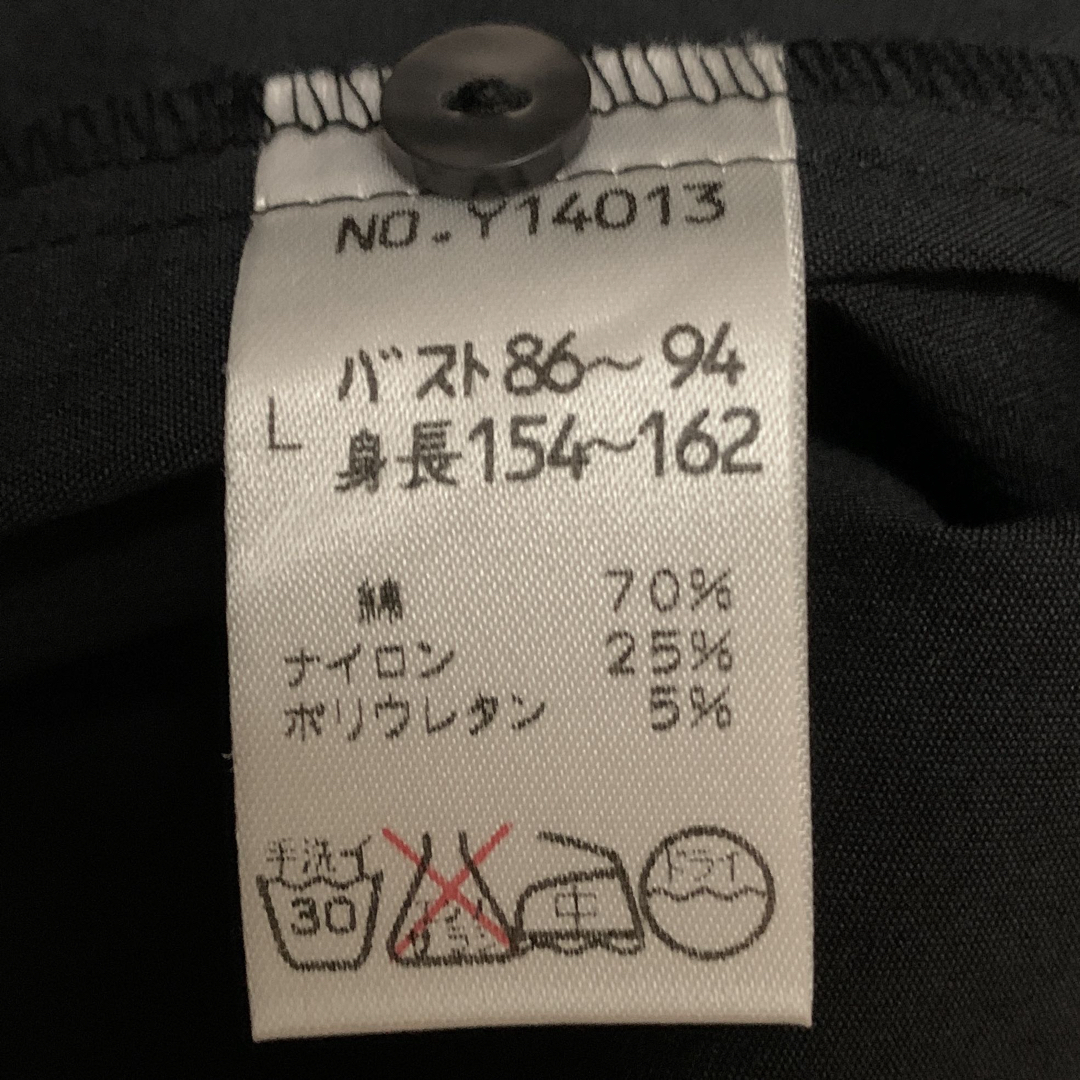 NO.Y14013
バスト86～94
L
身長154～162
綿 70%
ナイロン 25%
ポリウレタン 5%
手洗イ
30
中
ドライ